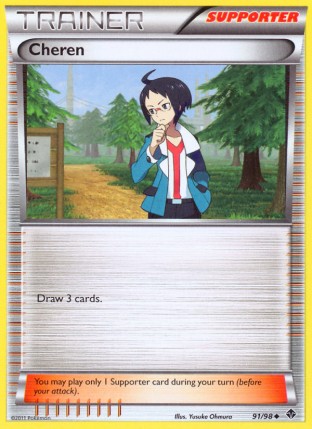 TRAINER SUPPORTER
Cheren
Draw 3 cards.
You may play only 1 Supporter card during your turn (before
your attack).
©2011 Pokémon Illus. Yusuke Ohmura 91/98